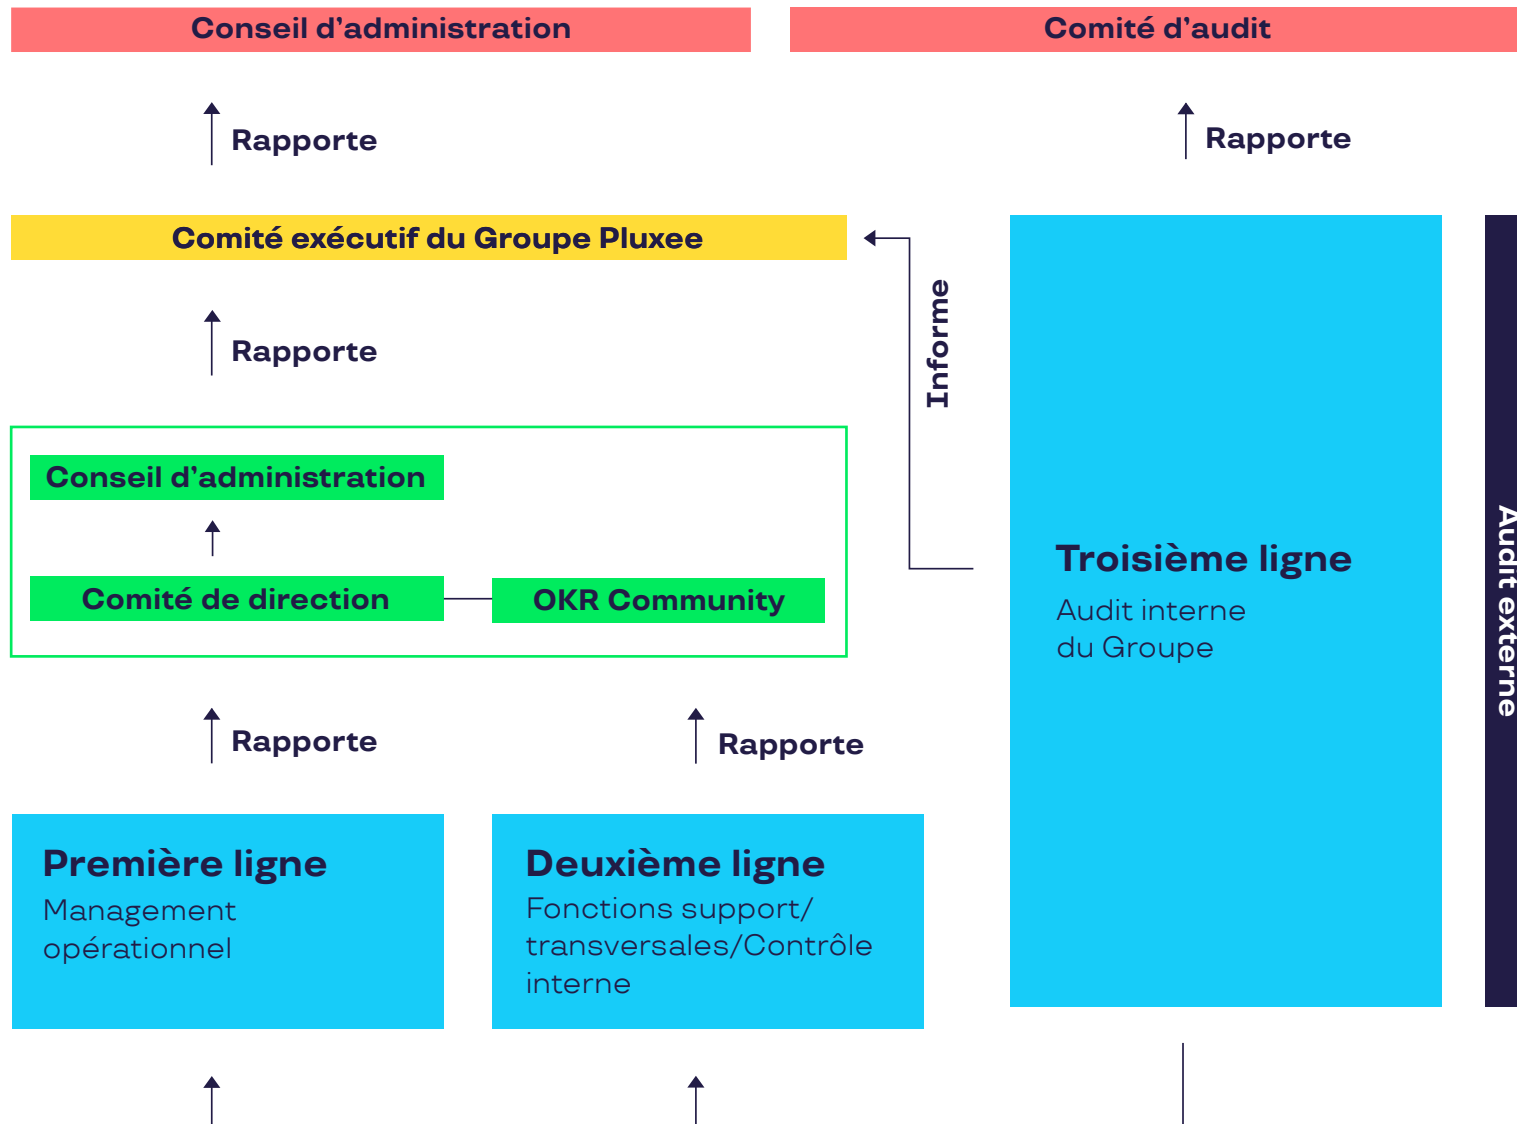 Conseil d’administration
Comité d’audit
Rapporte
Rapporte
Comité exécutif du Groupe Pluxee
Informe
Rapporte
Conseil d’administration
Comité de direction
OKR Community
Troisième ligne
Audit interne
du Groupe
Audit externe
Rapporte
Rapporte
Première ligne
Management
opérationnel
Deuxième ligne
Fonctions support/
transversales/Contrôle
interne